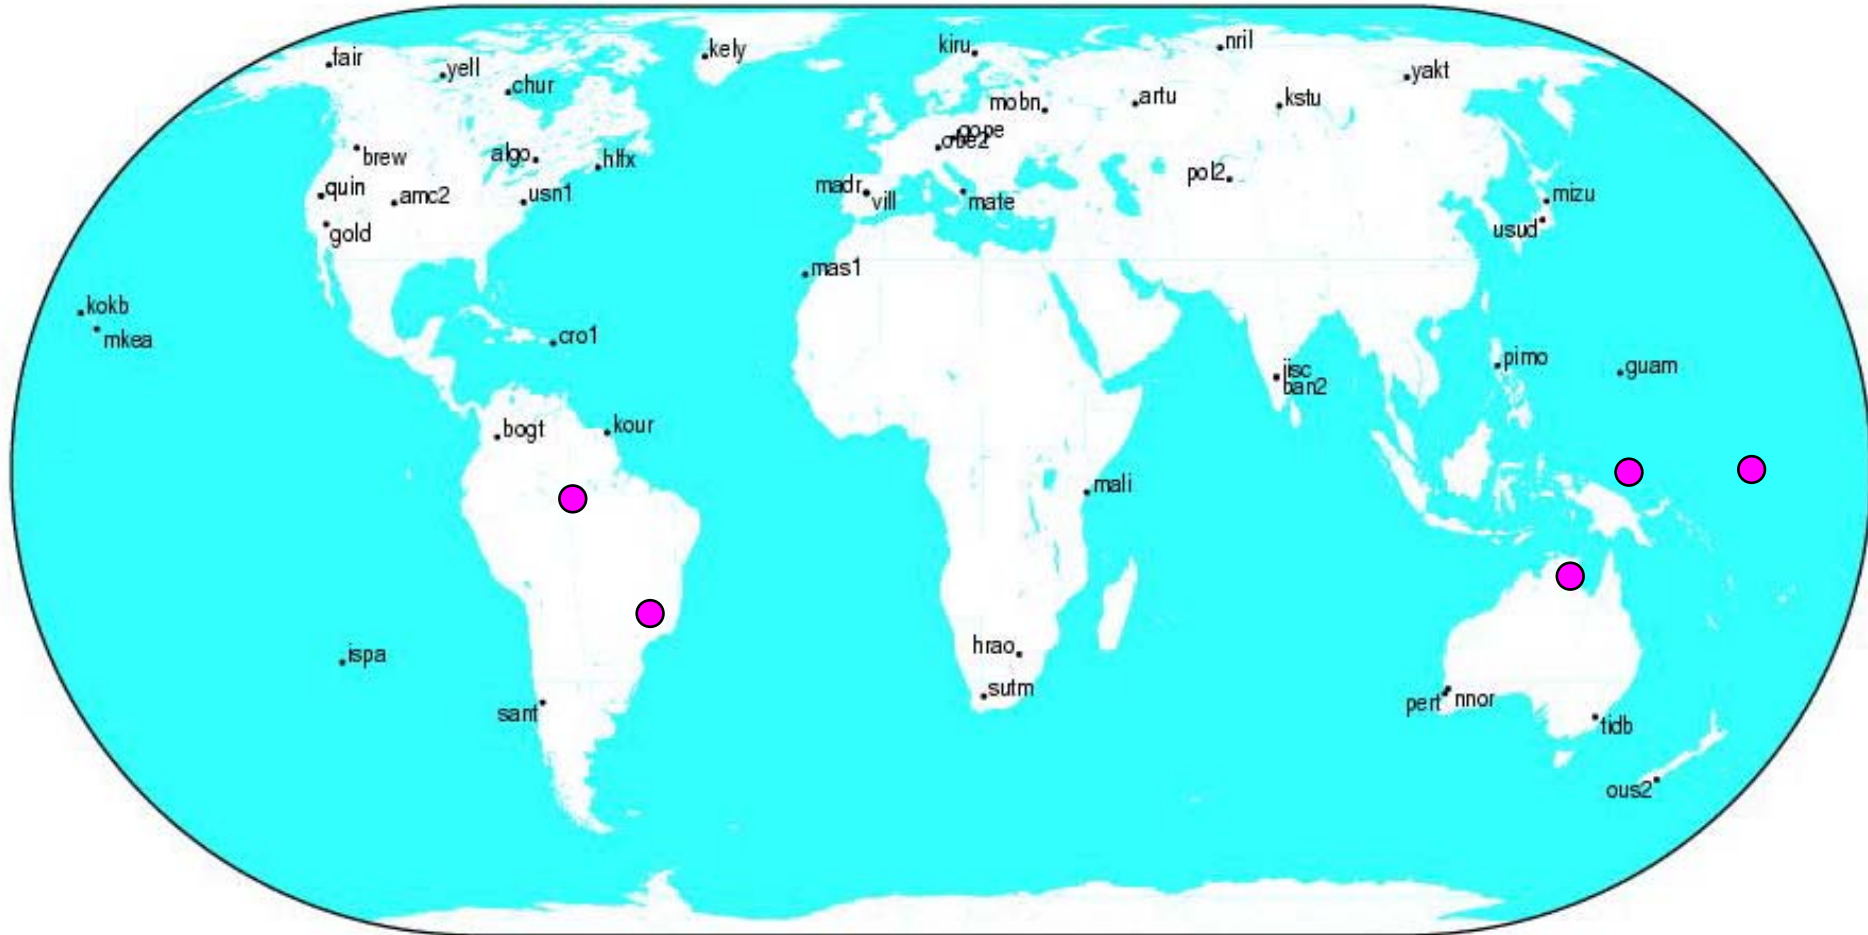 fair
yell
chur
kely
kiru
nril
yakt
mobn
artu
kstu
brew
algo
hlfx
gope
obe2
pol2
quin
amc2
usn1
gold
madr
vill
mate
mizu
usud
mas1
kokb
mkea
cro1
pimo
guam
iisc
ban2
bogt
kour
mali
ispa
hrao
sutm
sant
pert
nnor
tidb
ous2